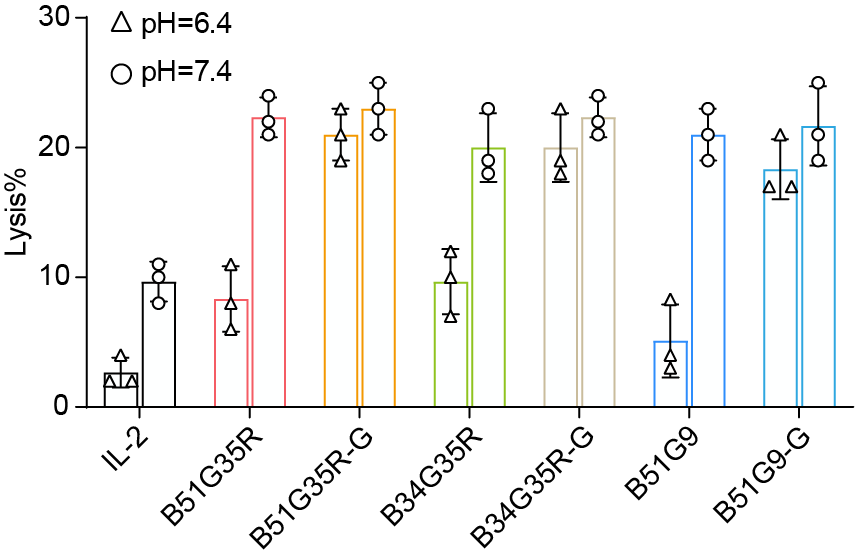 30
20
10
0
Lysis%
pH=6.4
pH=7.4
IL-2
B51G35R
B51G35R-G
B34G35R
B34G35R-G
B51G9
B51G9-G